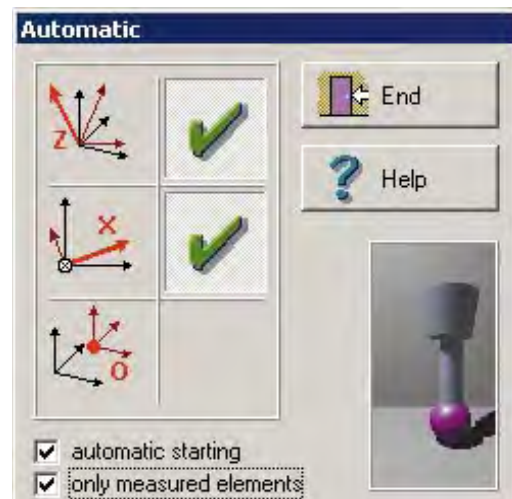 Automatic
Z
End
X
Help
O
automatic starting
only measured elements